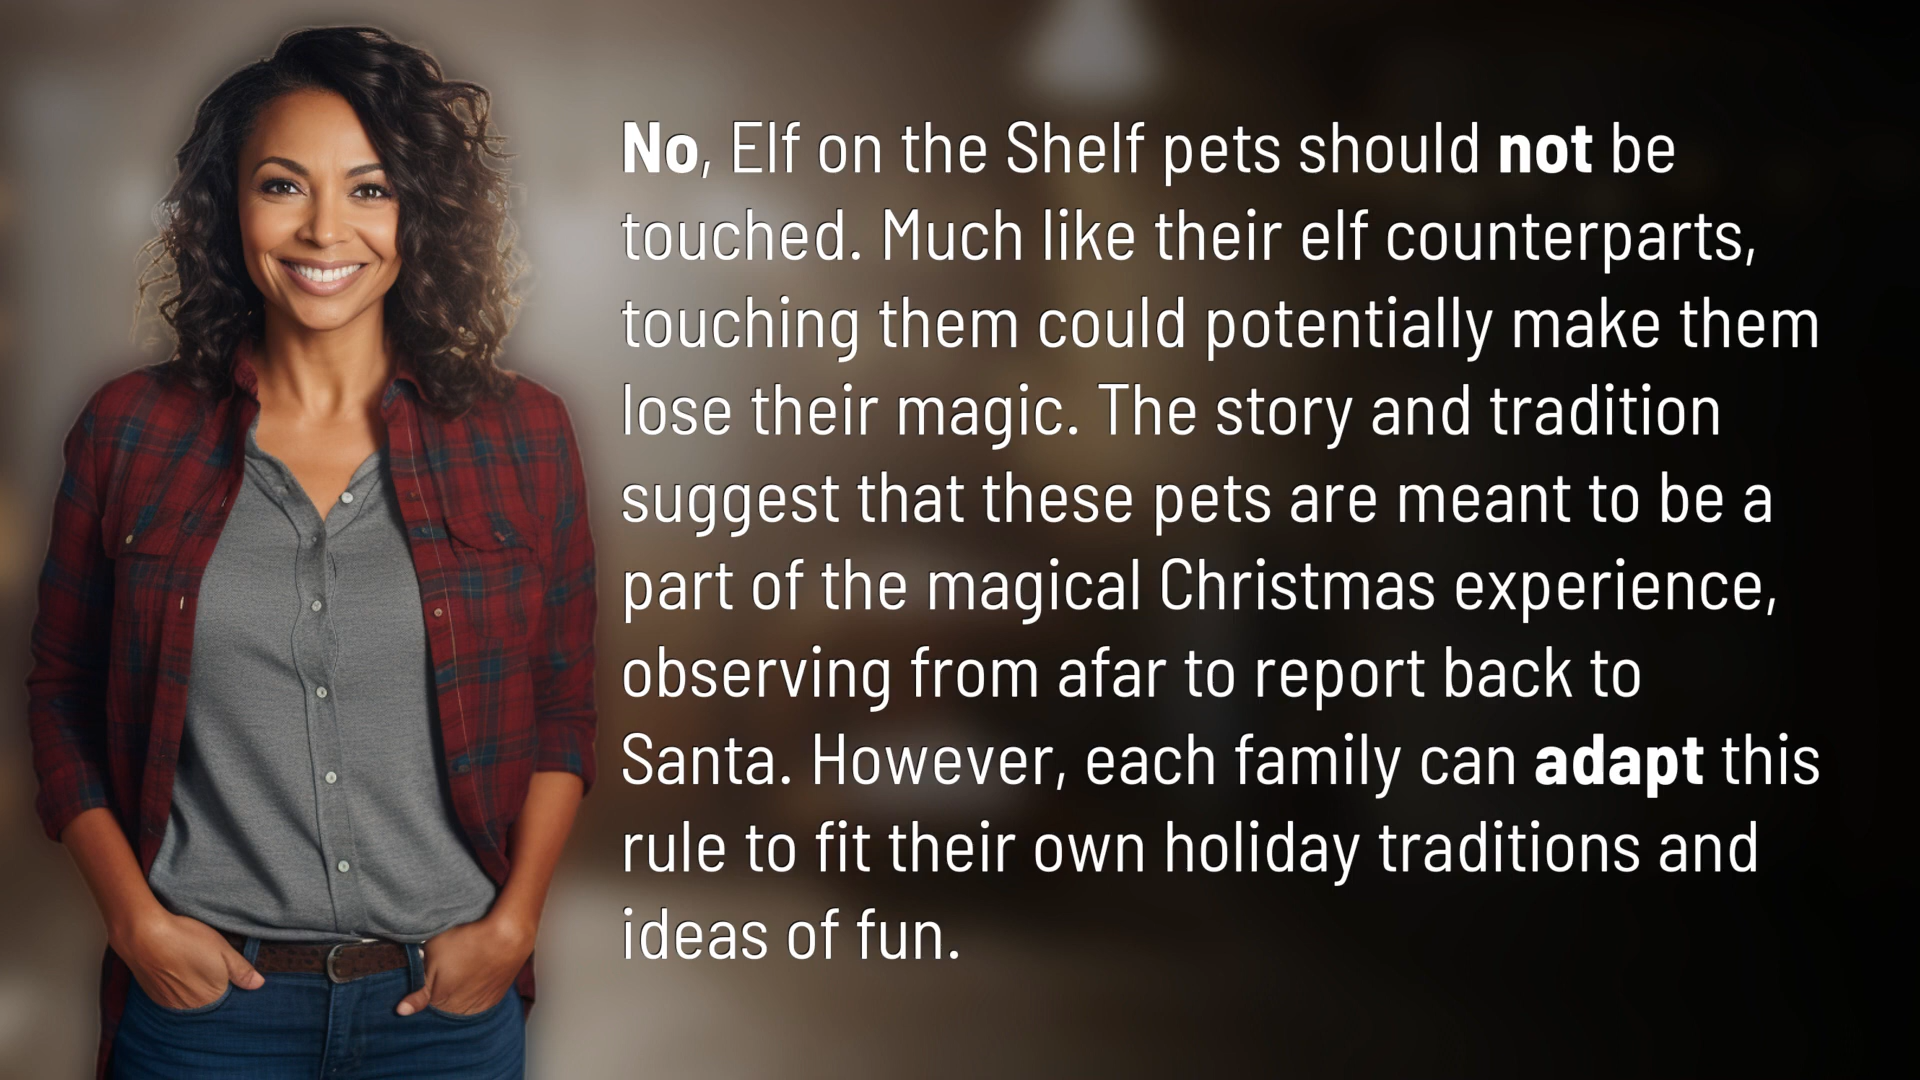 No, Elf on the Shelf pets should not be
touched. Much like their elf counterparts,
touching them could potentially make them
lose their magic. The story and tradition
suggest that these pets are meant to be a
part of the magical Christmas experience,
observing from afar to report back to
Santa. However, each family can adapt this
rule to fit their own holiday traditions and
ideas of fun.